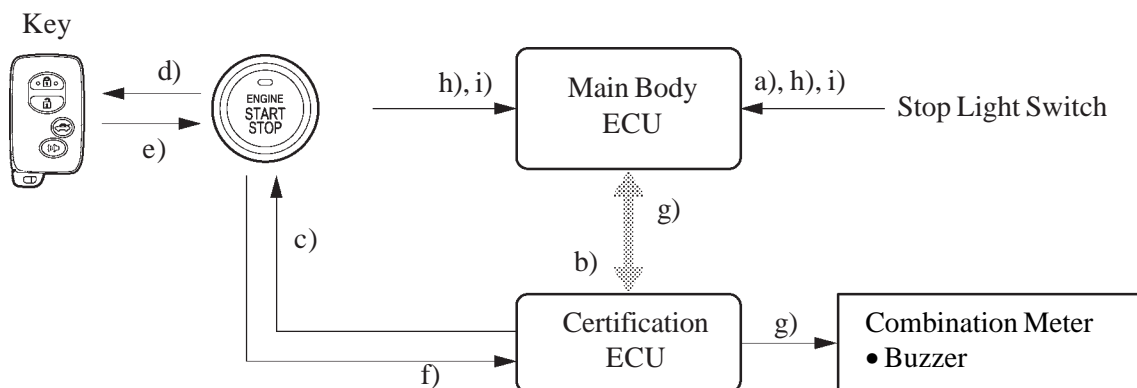 Key
d)
e)
ENGINE
START
STOP
h), i)
Main Body
ECU
a), h), i)
Stop Light Switch
c)
g)
b)
f)
Certification
ECU
g)
Combination Meter
• Buzzer